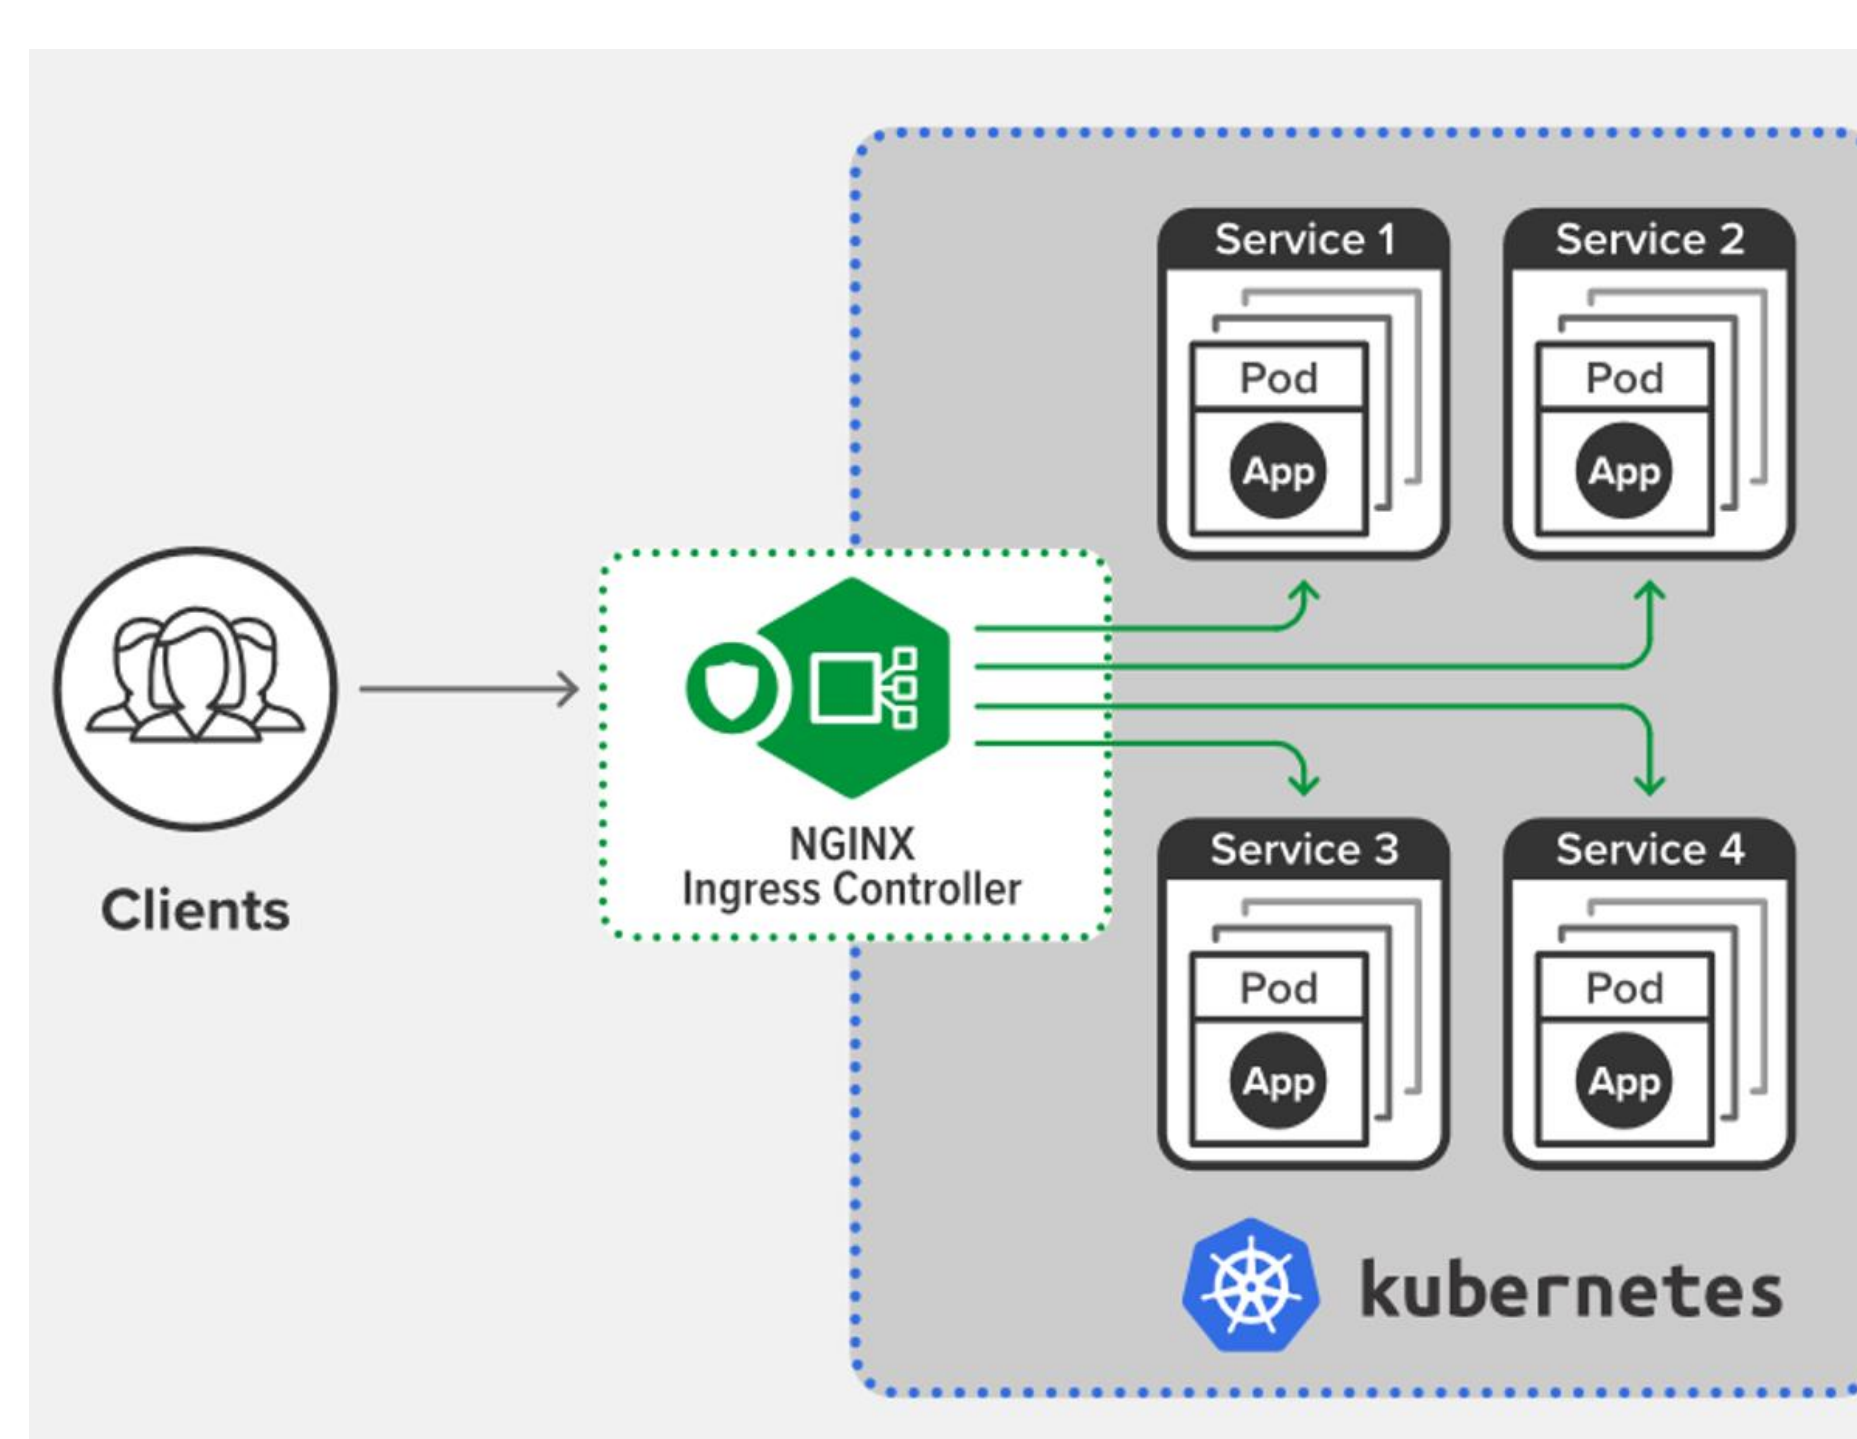 Service 1
Service 2
Pod
Pod
App
App
Clients
NGINX
Ingress Controller
Service 3
Service 4
Pod
Pod
App
App
kubernetes